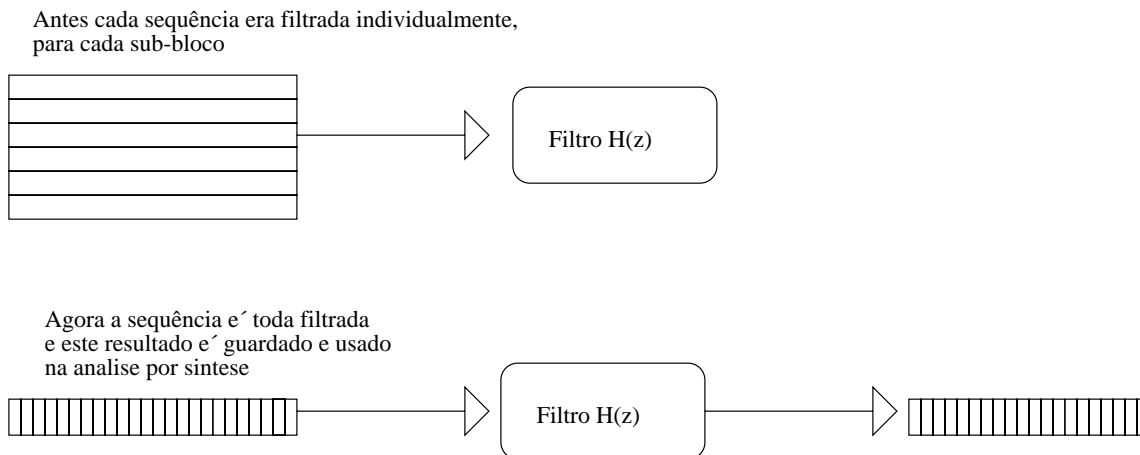 Antes cada sequência era filtrada individualmente,
para cada sub-bloco
Filtro H(z)
Agora a sequência e´ toda filtrada
e este resultado e´ guardado e usado
na analise por sintese
Filtro H(z)